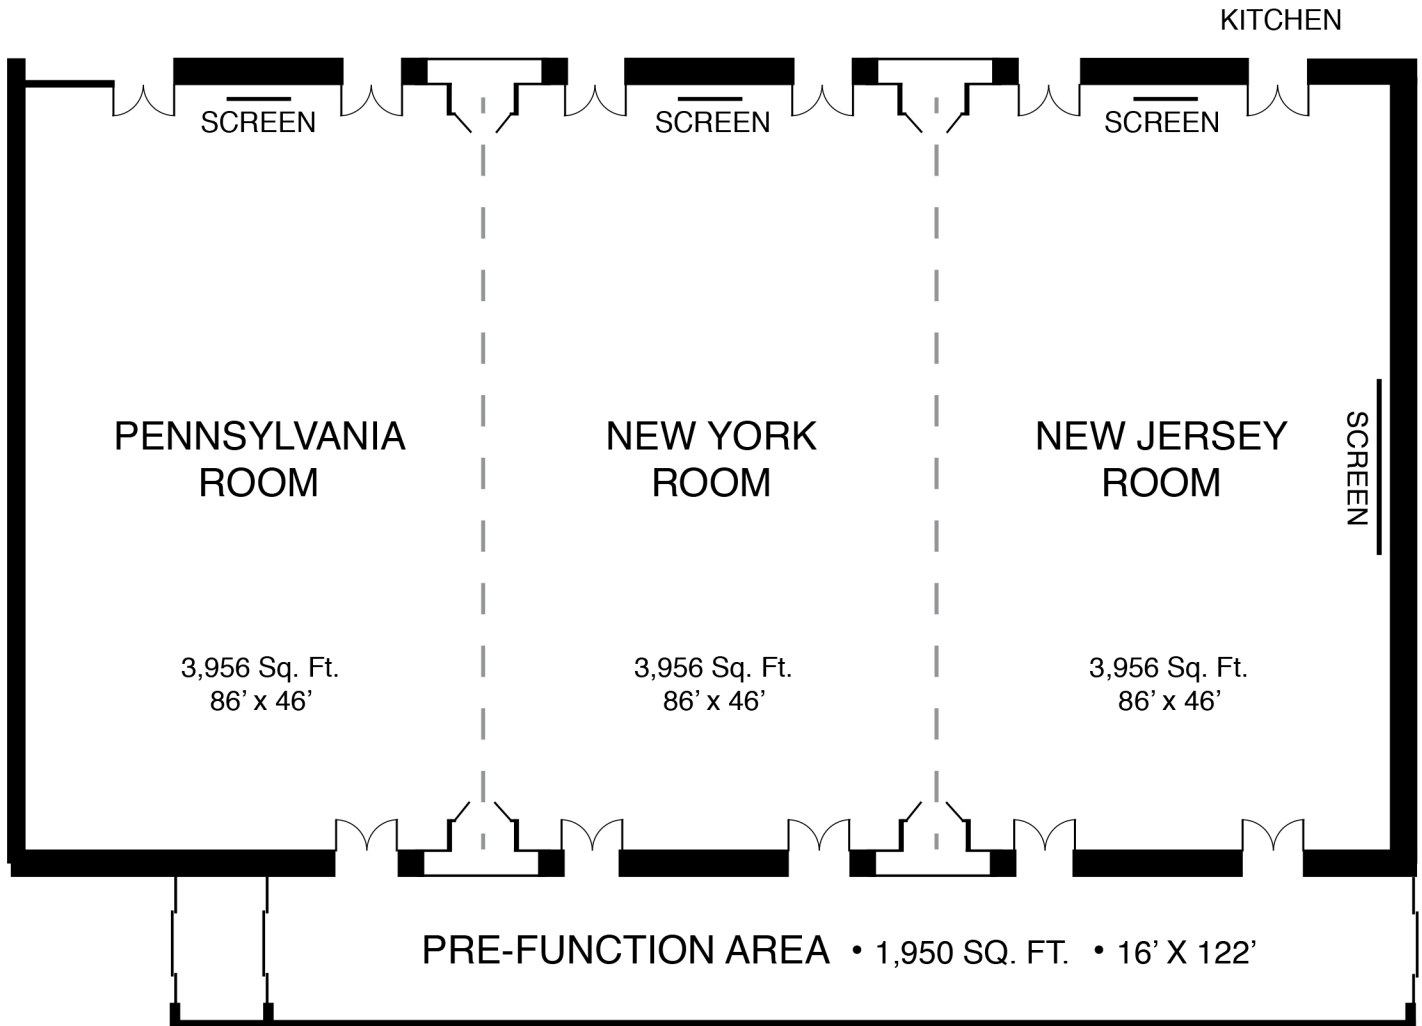 KITCHEN
SCREEN
SCREEN
SCREEN
PENNSYLVANIA
ROOM
NEW YORK
ROOM
NEW JERSEY
ROOM
SCREEN
3,956 Sq. Ft.
86’ x 46’
3,956 Sq. Ft.
86’ x 46’
3,956 Sq. Ft.
86’ x 46’
PRE-FUNCTION AREA • 1,950 SQ. FT. • 16’ X 122’